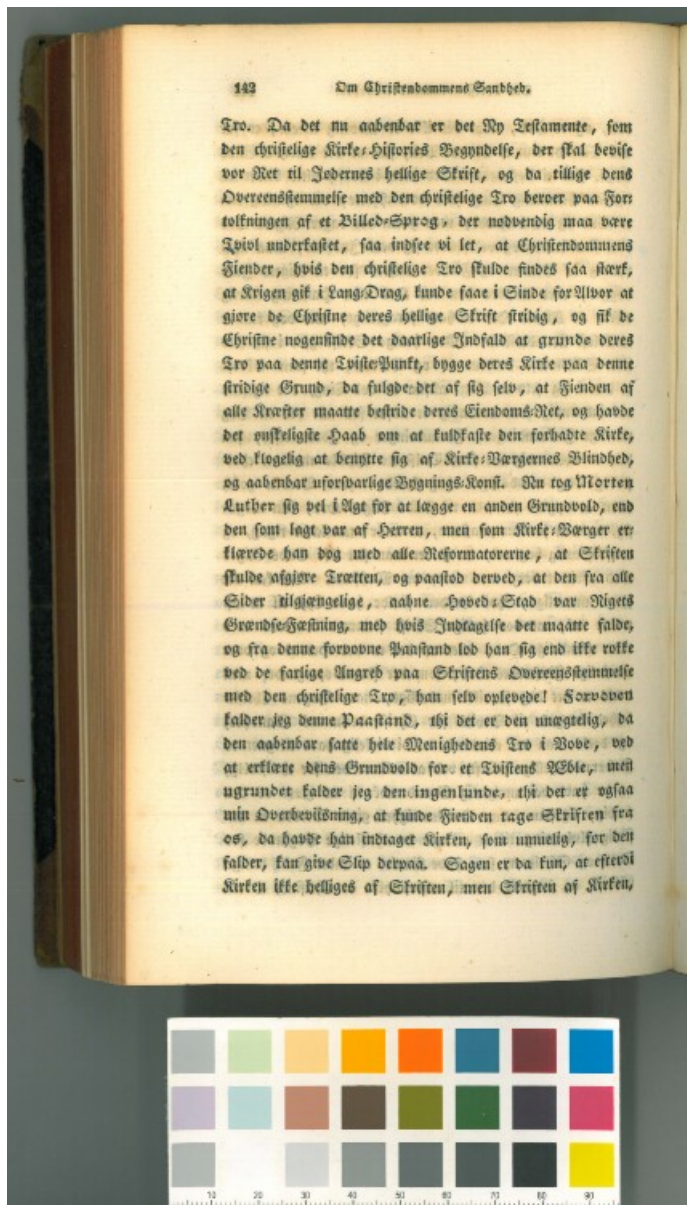 142 Om Christendommens Sandhed.
Tro. Da det nu aabenbar er det Ny Testamente, som
den christelige Kirke-Histories Begyndelse, der skal bevise
vor Ret til Jødernes hellige Skrift, og da tillige dens
Overeensstemmelse med den christelige Tro beroer paa For-
tolkningen af et Billed-Sprog, der nødvendig maa være
Tvivl underkastet, saa indsee vi let, at Christendommens
Fiender, hvis den christelige Tro skulde findes saa stærk,
at Krigen gik i Lang-Drag, kunde faae i Sinde for Alvor at
gjøre de Christne deres hellige Skrift stridig, og fik de
Christne nogensinde det daarlige Indfald at grunde deres
Tro paa denne Tviste-Punkt, bygge deres Kirke paa denne
stridige Grund, da fulgde det af sig selv, at Fienden af
alle Kræfter maatte bestride deres Eiendoms-Ret, og havde
det ønskeligste Haab om at kuldkaste den forhadte Kirke,
ved klogelig at benytte sig af Kirke-Værgernes Blindhed,
og aabenbar uforsvarlige Bygnings-Konst. Nu tog Morten
Luther sig vel i Agt for at lægge en anden Grundvold, end
den som lagt var af Herren, men som Kirke-Værger er-
klærede han dog med alle Reformatorerne, at Skriften
skulde afgjøre Trætten, og paastod derved, at den fra alle
Sider tilgjængelige, aabne Hoved-Stad var Rigets
Grændse-Fæstning, med hvis Indtagelse det maatte falde,
og fra denne forvovne Paastand lod han sig end ikke rokke
ved de farlige Angreb paa Skriftens Overeensstemmelse
med den christelige Tro, han selv oplevede! Forvoven
kalder jeg denne Paastand, thi det er den unægtelig, da
den aabenbar satte hele Menighedens Tro i Vove, ved
at erklære dens Grundvold for et Tvistens Æble, men
ugrundet kalder jeg den ingenlunde, thi det er ogsaa
min Overbeviisning, at kunde Fienden tage Skriften fra
os, da havde han indtaget Kirken, som umuelig, før den
falder, kan give Slip derpaa. Sagen er da kun, at efterdi
Kirken ikke helliges af Skriften, men Skriften af Kirken,
10 20 30 40 50 60 70 80 90